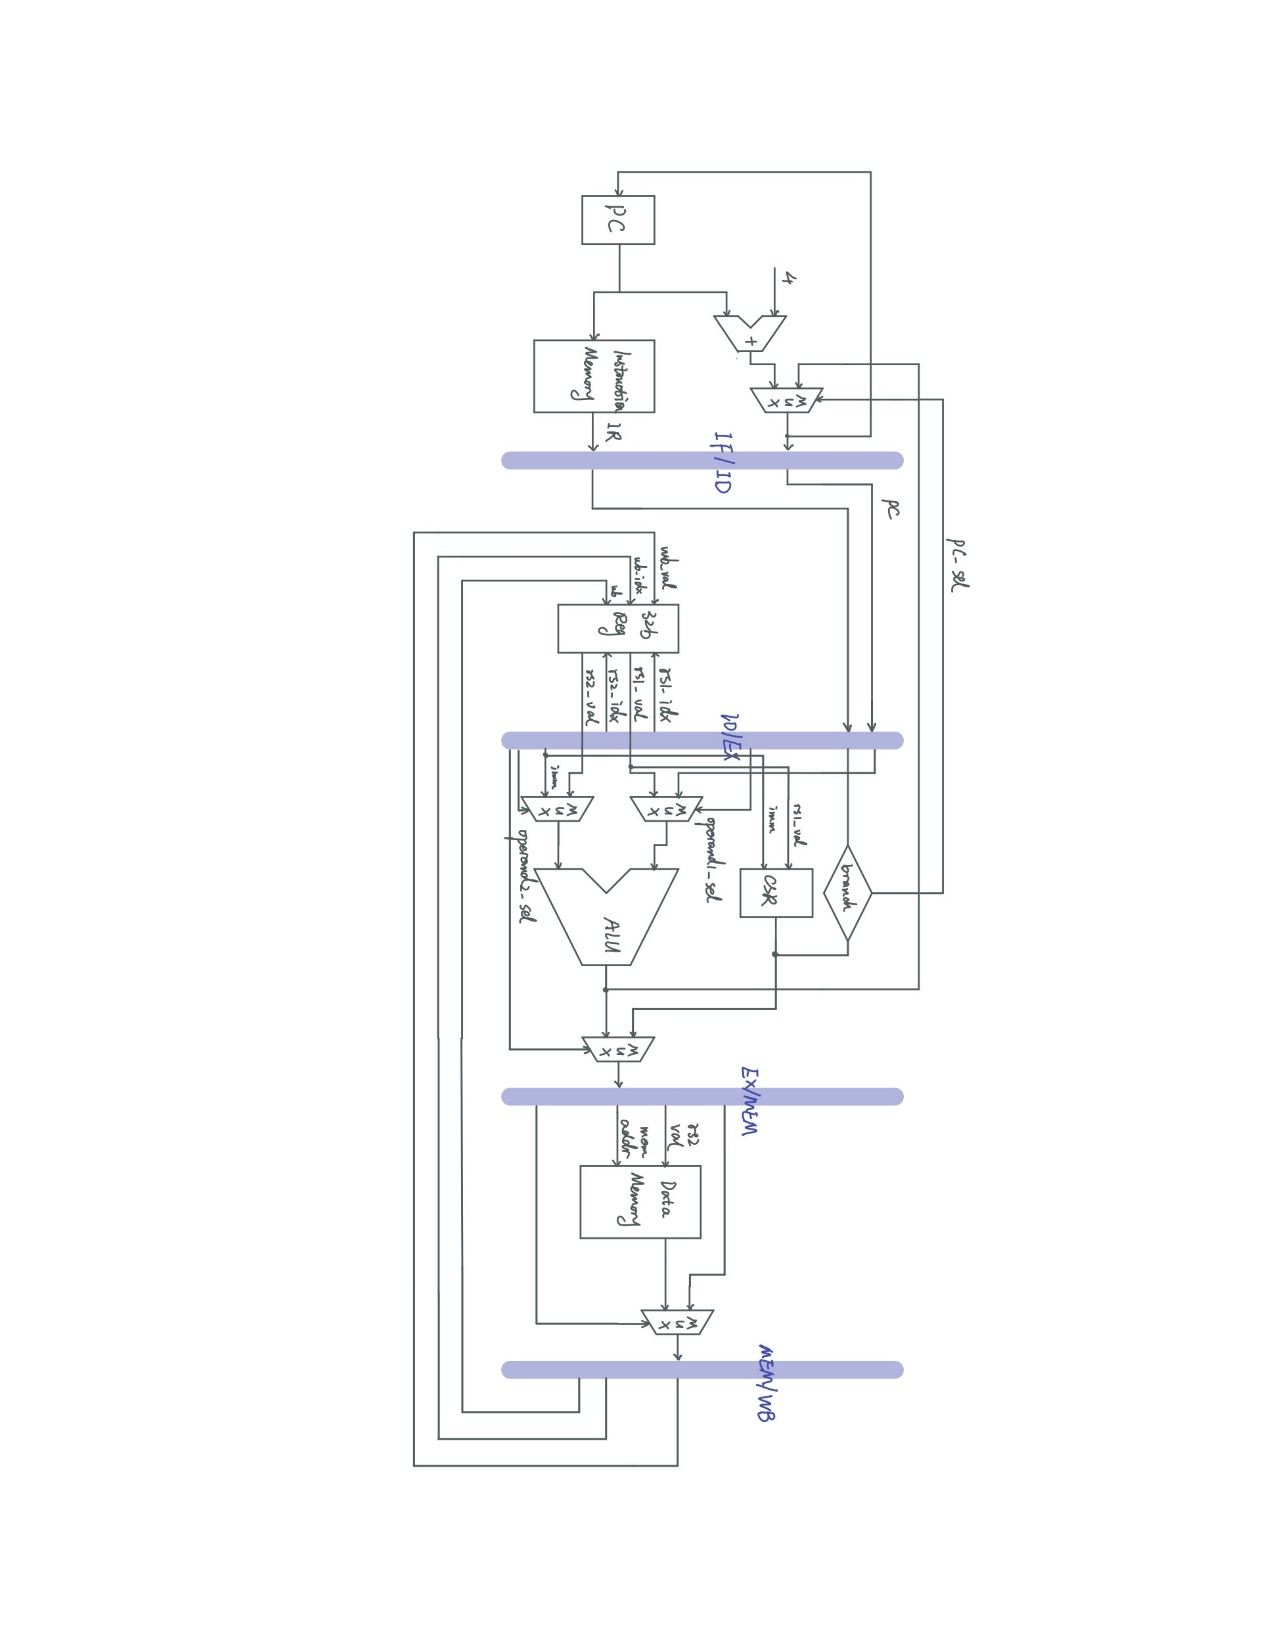 PC
4
+
Mux
Instruction
Memory
IR
IF/ID
PC
PC-sel
wb_val
wb_idx
wb
32b
Reg
rs1_idx
rs1_val
rs2_idx
rs2_val
ID/EX
imm
Mux
Mux
operand1_sel
operand2_sel
rs1_val
imm
CSR
branch
ALU
Mux
EX/MEM
rs2
val
mem
addr
Data
Memory
Mux
MEM/WB